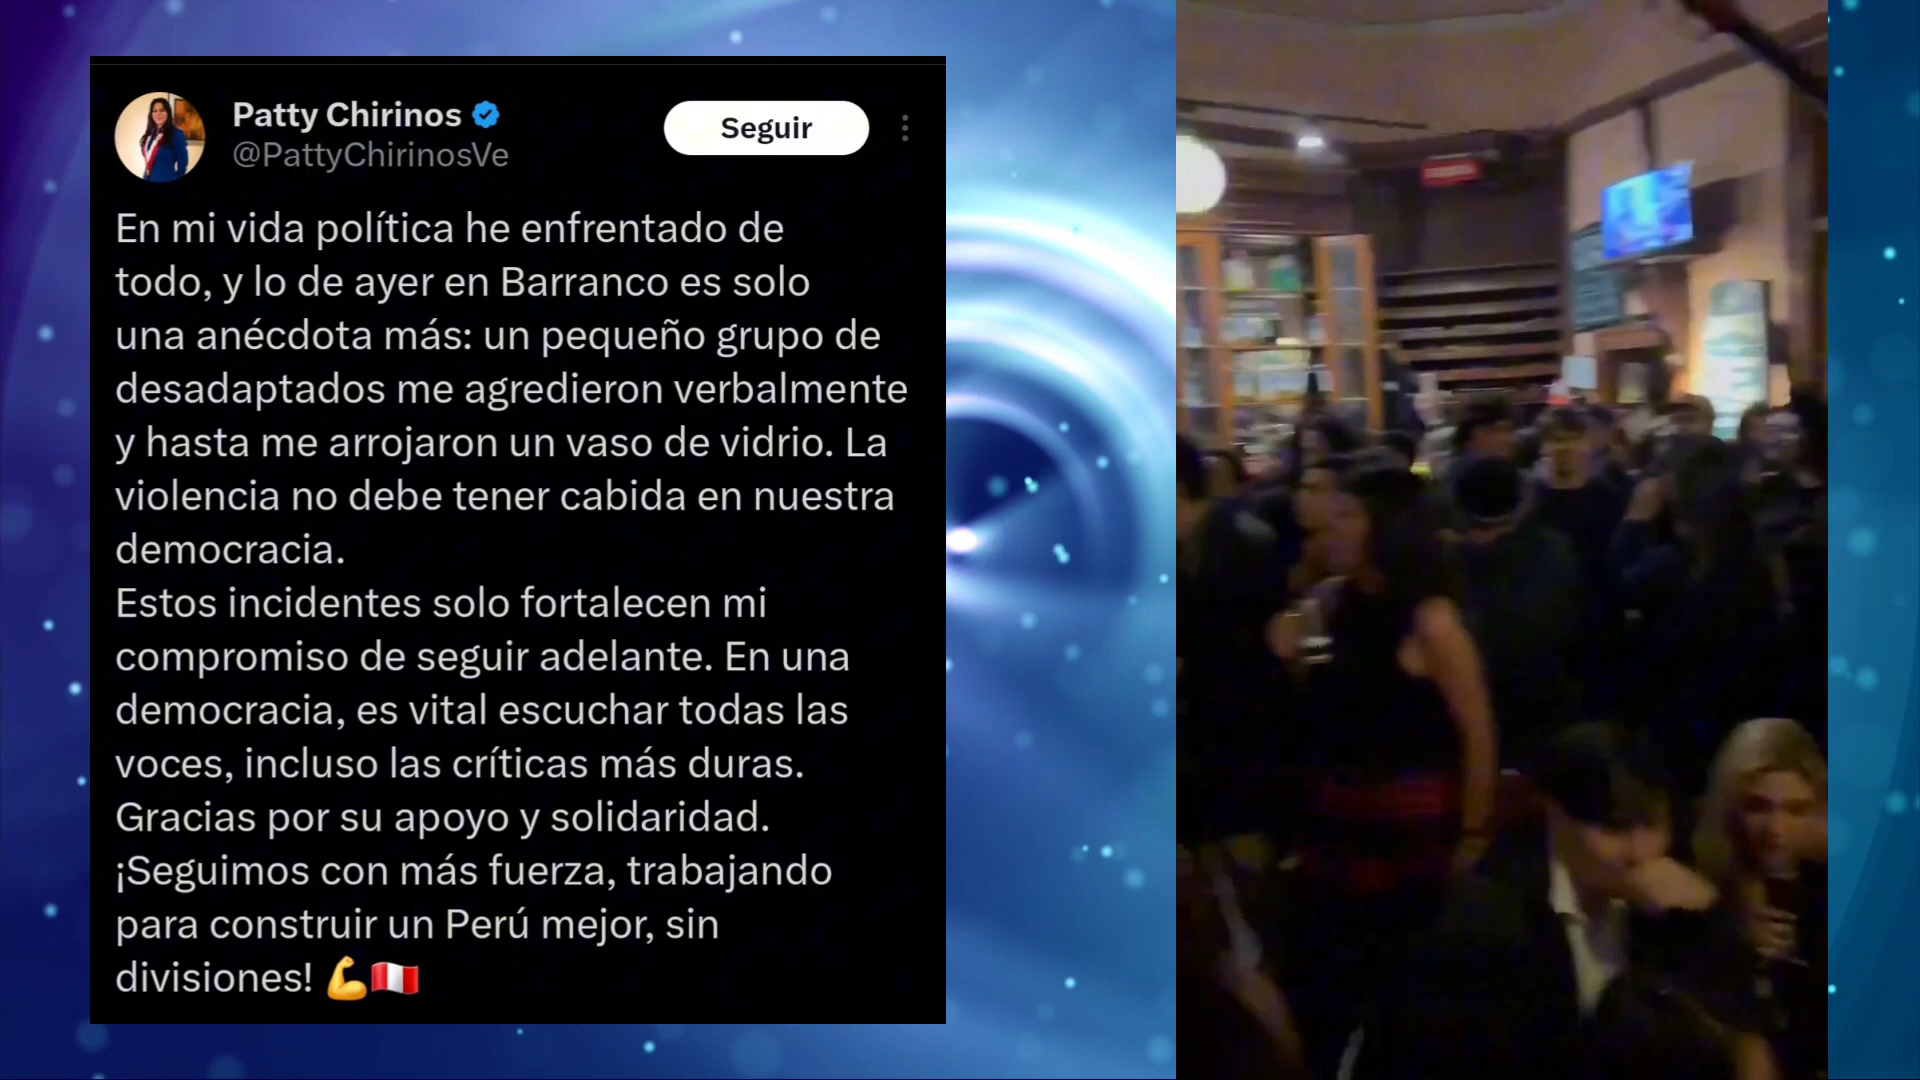 Patty Chirinos
@PattyChirinosVe
Seguir
En mi vida política he enfrentado de
todo, y lo de ayer en Barranco es solo
una anécdota más: un pequeño grupo de
desadaptados me agredieron verbalmente
y hasta me arrojaron un vaso de vidrio. La
violencia no debe tener cabida en nuestra
democracia.
Estos incidentes solo fortalecen mi
compromiso de seguir adelante. En una
democracia, es vital escuchar todas las
voces, incluso las críticas más duras.
Gracias por su apoyo y solidaridad.
¡Seguimos con más fuerza, trabajando
para construir un Perú mejor, sin
divisiones! 💪🇵🇪